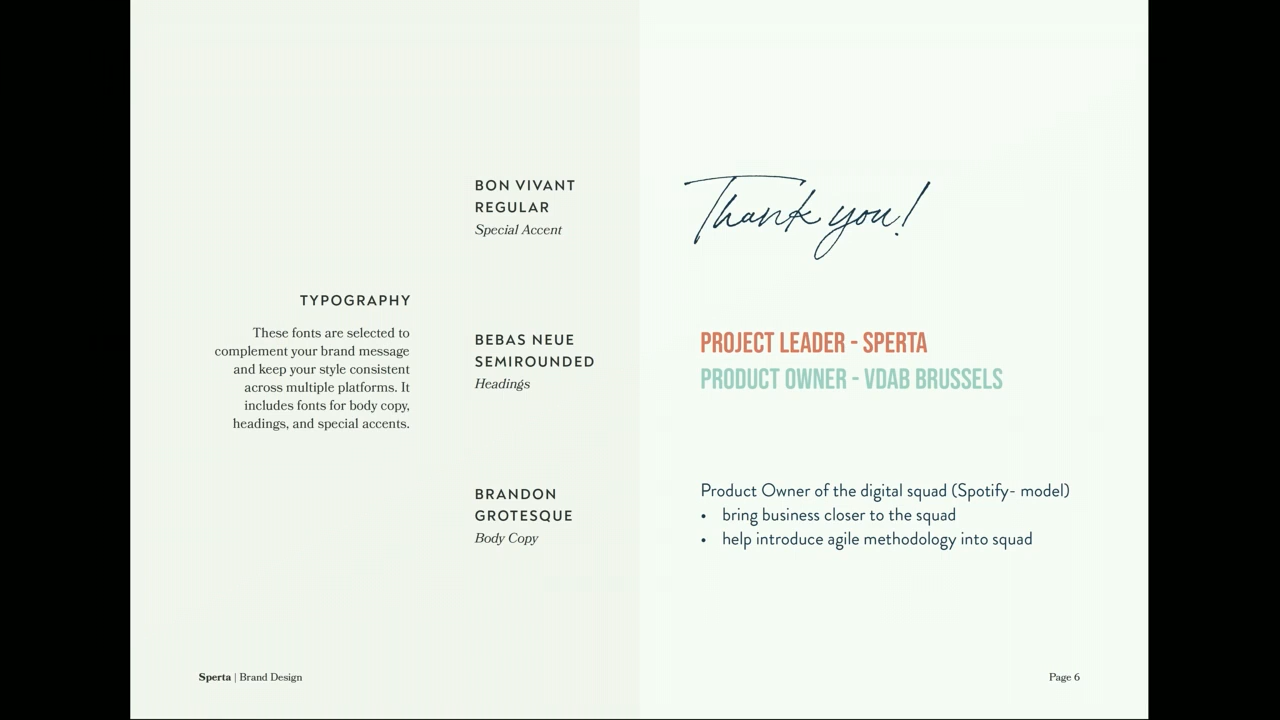 TYPOGRAPHY
These fonts are selected to
complement your brand message
and keep your style consistent
across multiple platforms. It
includes fonts for body copy,
headings, and special accents.
BON VIVANT
REGULAR
Special Accent
Thank you!
BEBAS NEUE
SEMIROUNDED
Headings
PROJECT LEADER - SPERTA
PRODUCT OWNER - VDAB BRUSSELS
BRANDON
GROTESQUE
Body Copy
Product Owner of the digital squad (Spotify- model)
• bring business closer to the squad
• help introduce agile methodology into squad
Sperta | Brand Design
Page 6